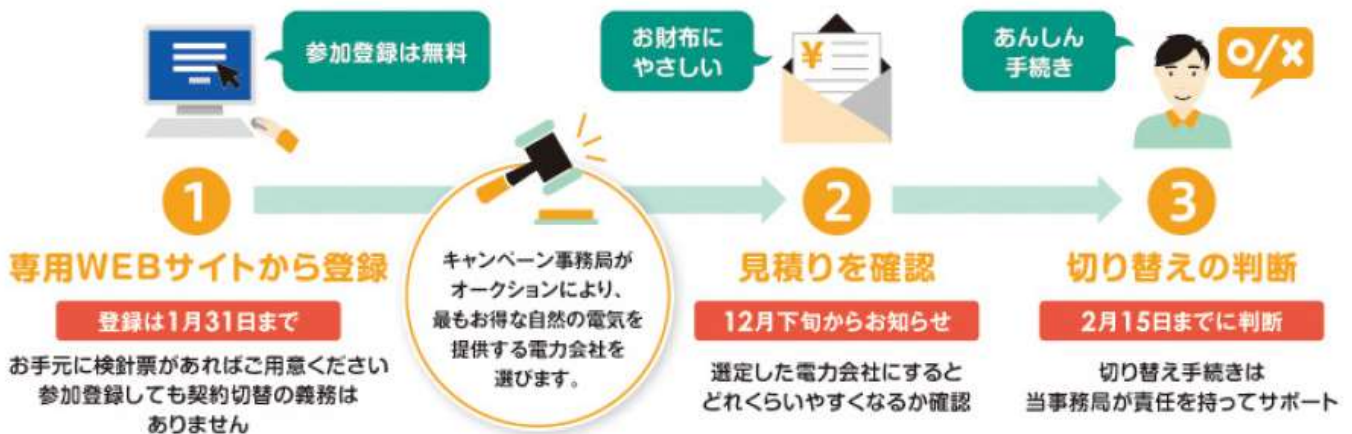 参加登録は無料
1
専用WEBサイトから登録
登録は1月31日まで
お手元に検針票があればご用意ください
参加登録しても契約切替の義務は
ありません
キャンペーン事務局が
オークションにより、
最もお得な自然の電気を
提供する電力会社を
選びます。
お財布に
やさしい
¥
2
見積りを確認
12月下旬からお知らせ
選定した電力会社にすると
どれくらいやすくなるか確認
あんしん
手続き
O/X
3
切り替えの判断
2月15日までに判断
切り替え手続きは
当事務局が責任を持ってサポート